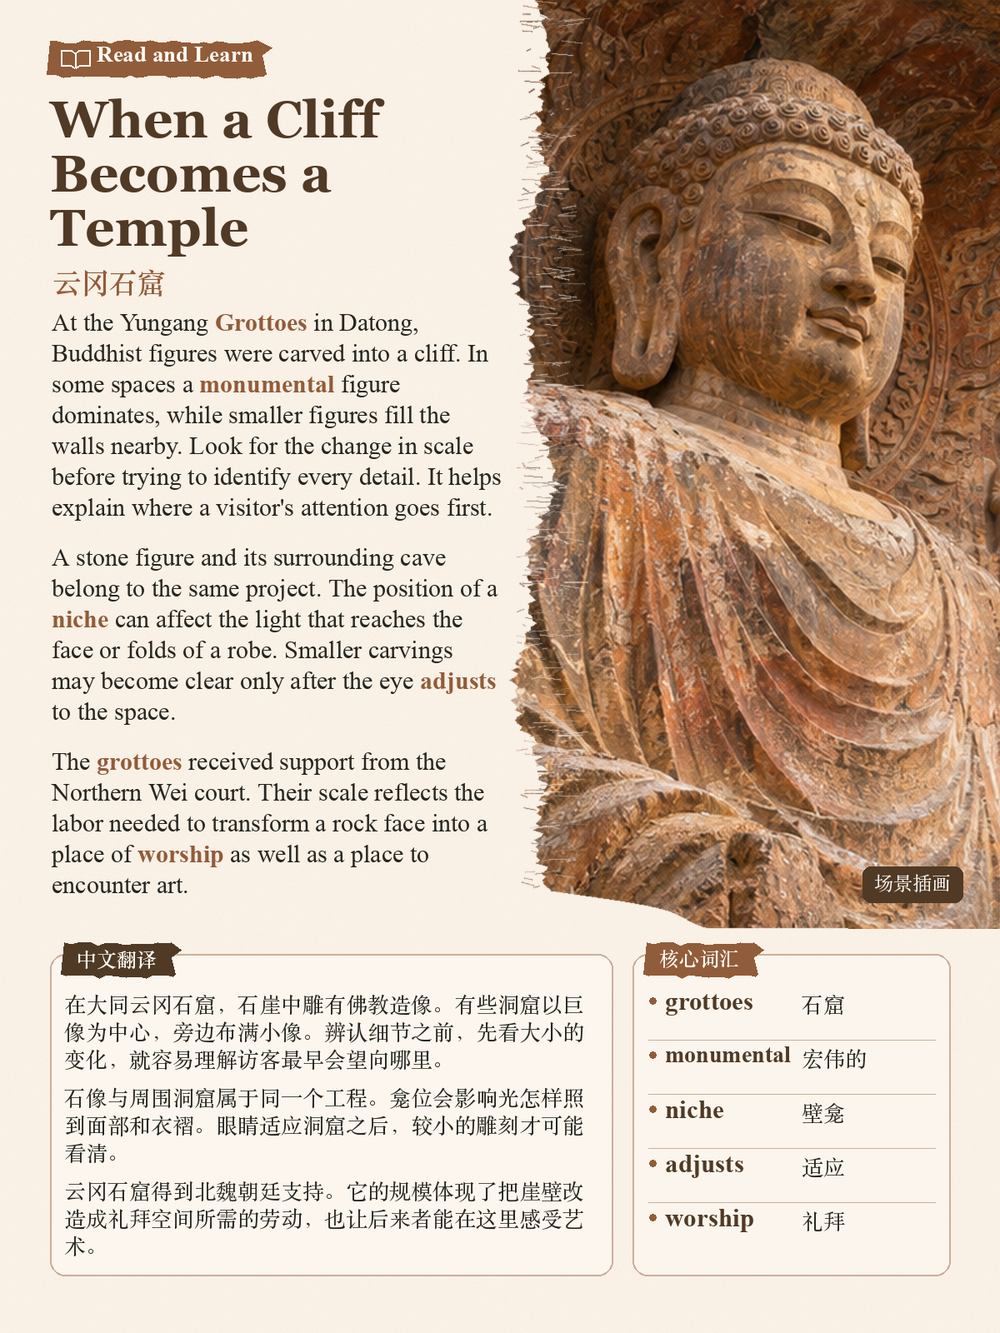 Read and Learn
When a Cliff
Becomes a
Temple
云冈石窟
At the Yungang Grottoes in Datong,
Buddhist figures were carved into a cliff. In
some spaces a monumental figure
dominates, while smaller figures fill the
walls nearby. Look for the change in scale
before trying to identify every detail. It helps
explain where a visitor's attention goes first.
A stone figure and its surrounding cave
belong to the same project. The position of a
niche can affect the light that reaches the
face or folds of a robe. Smaller carvings
may become clear only after the eye adjusts
to the space.
The grottoes received support from the
Northern Wei court. Their scale reflects the
labor needed to transform a rock face into a
place of worship as well as a place to
encounter art.
场景插画
中文翻译
在大同云冈石窟，石崖中雕有佛教造像。有些洞窟以巨
像为中心，旁边布满小像。辨认细节之前，先看大小的
变化，就容易理解访客最早会望向哪里。
石像与周围洞窟属于同一个工程。龛位会影响光怎样照
到面部和衣褶。眼睛适应洞窟之后，较小的雕刻才可能
看清。
云冈石窟得到北魏朝廷支持。它的规模体现了把崖壁改
造成礼拜空间所需的劳动，也让后来者能在这里感受艺
术。
核心词汇
• grottoes 石窟
• monumental 宏伟的
• niche 壁龛
• adjusts 适应
• worship 礼拜